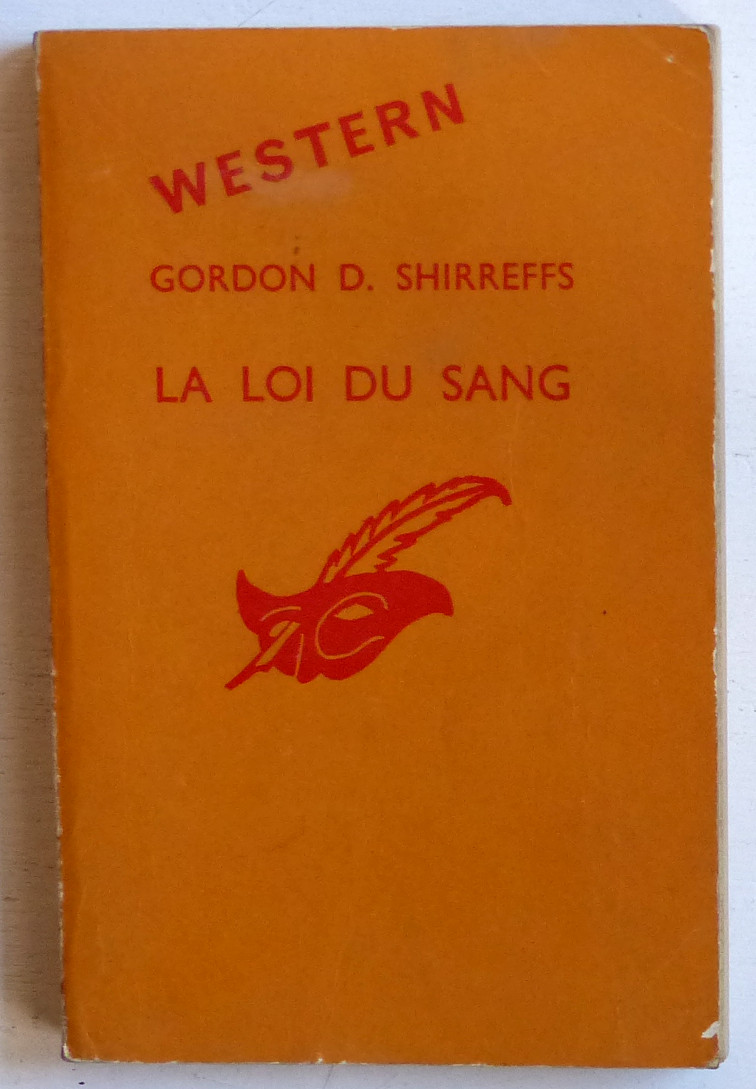 WESTERN
GORDON D. SHIRREFFS
LA LOI DU SANG